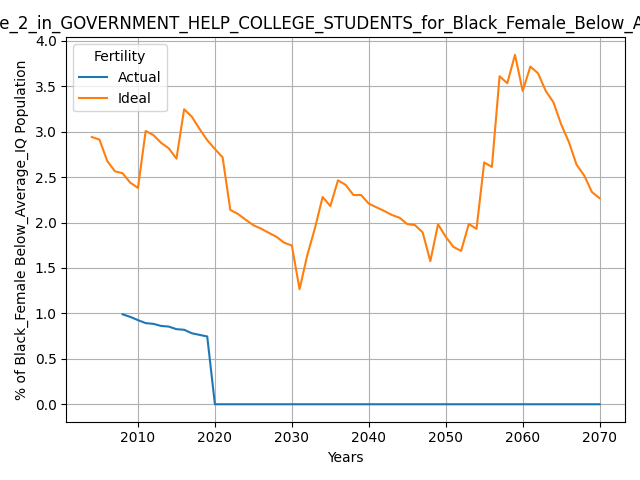 e_2_in_GOVERNMENT_HELP_COLLEGE_STUDENTS_for_Black_Female_Below_A
Fertility
Actual
Ideal
% of Black_Female Below_Average_IQ Population
4.0
3.5
3.0
2.5
2.0
1.5
1.0
0.5
0.0
2010 2020 2030 2040 2050 2060 2070
Years